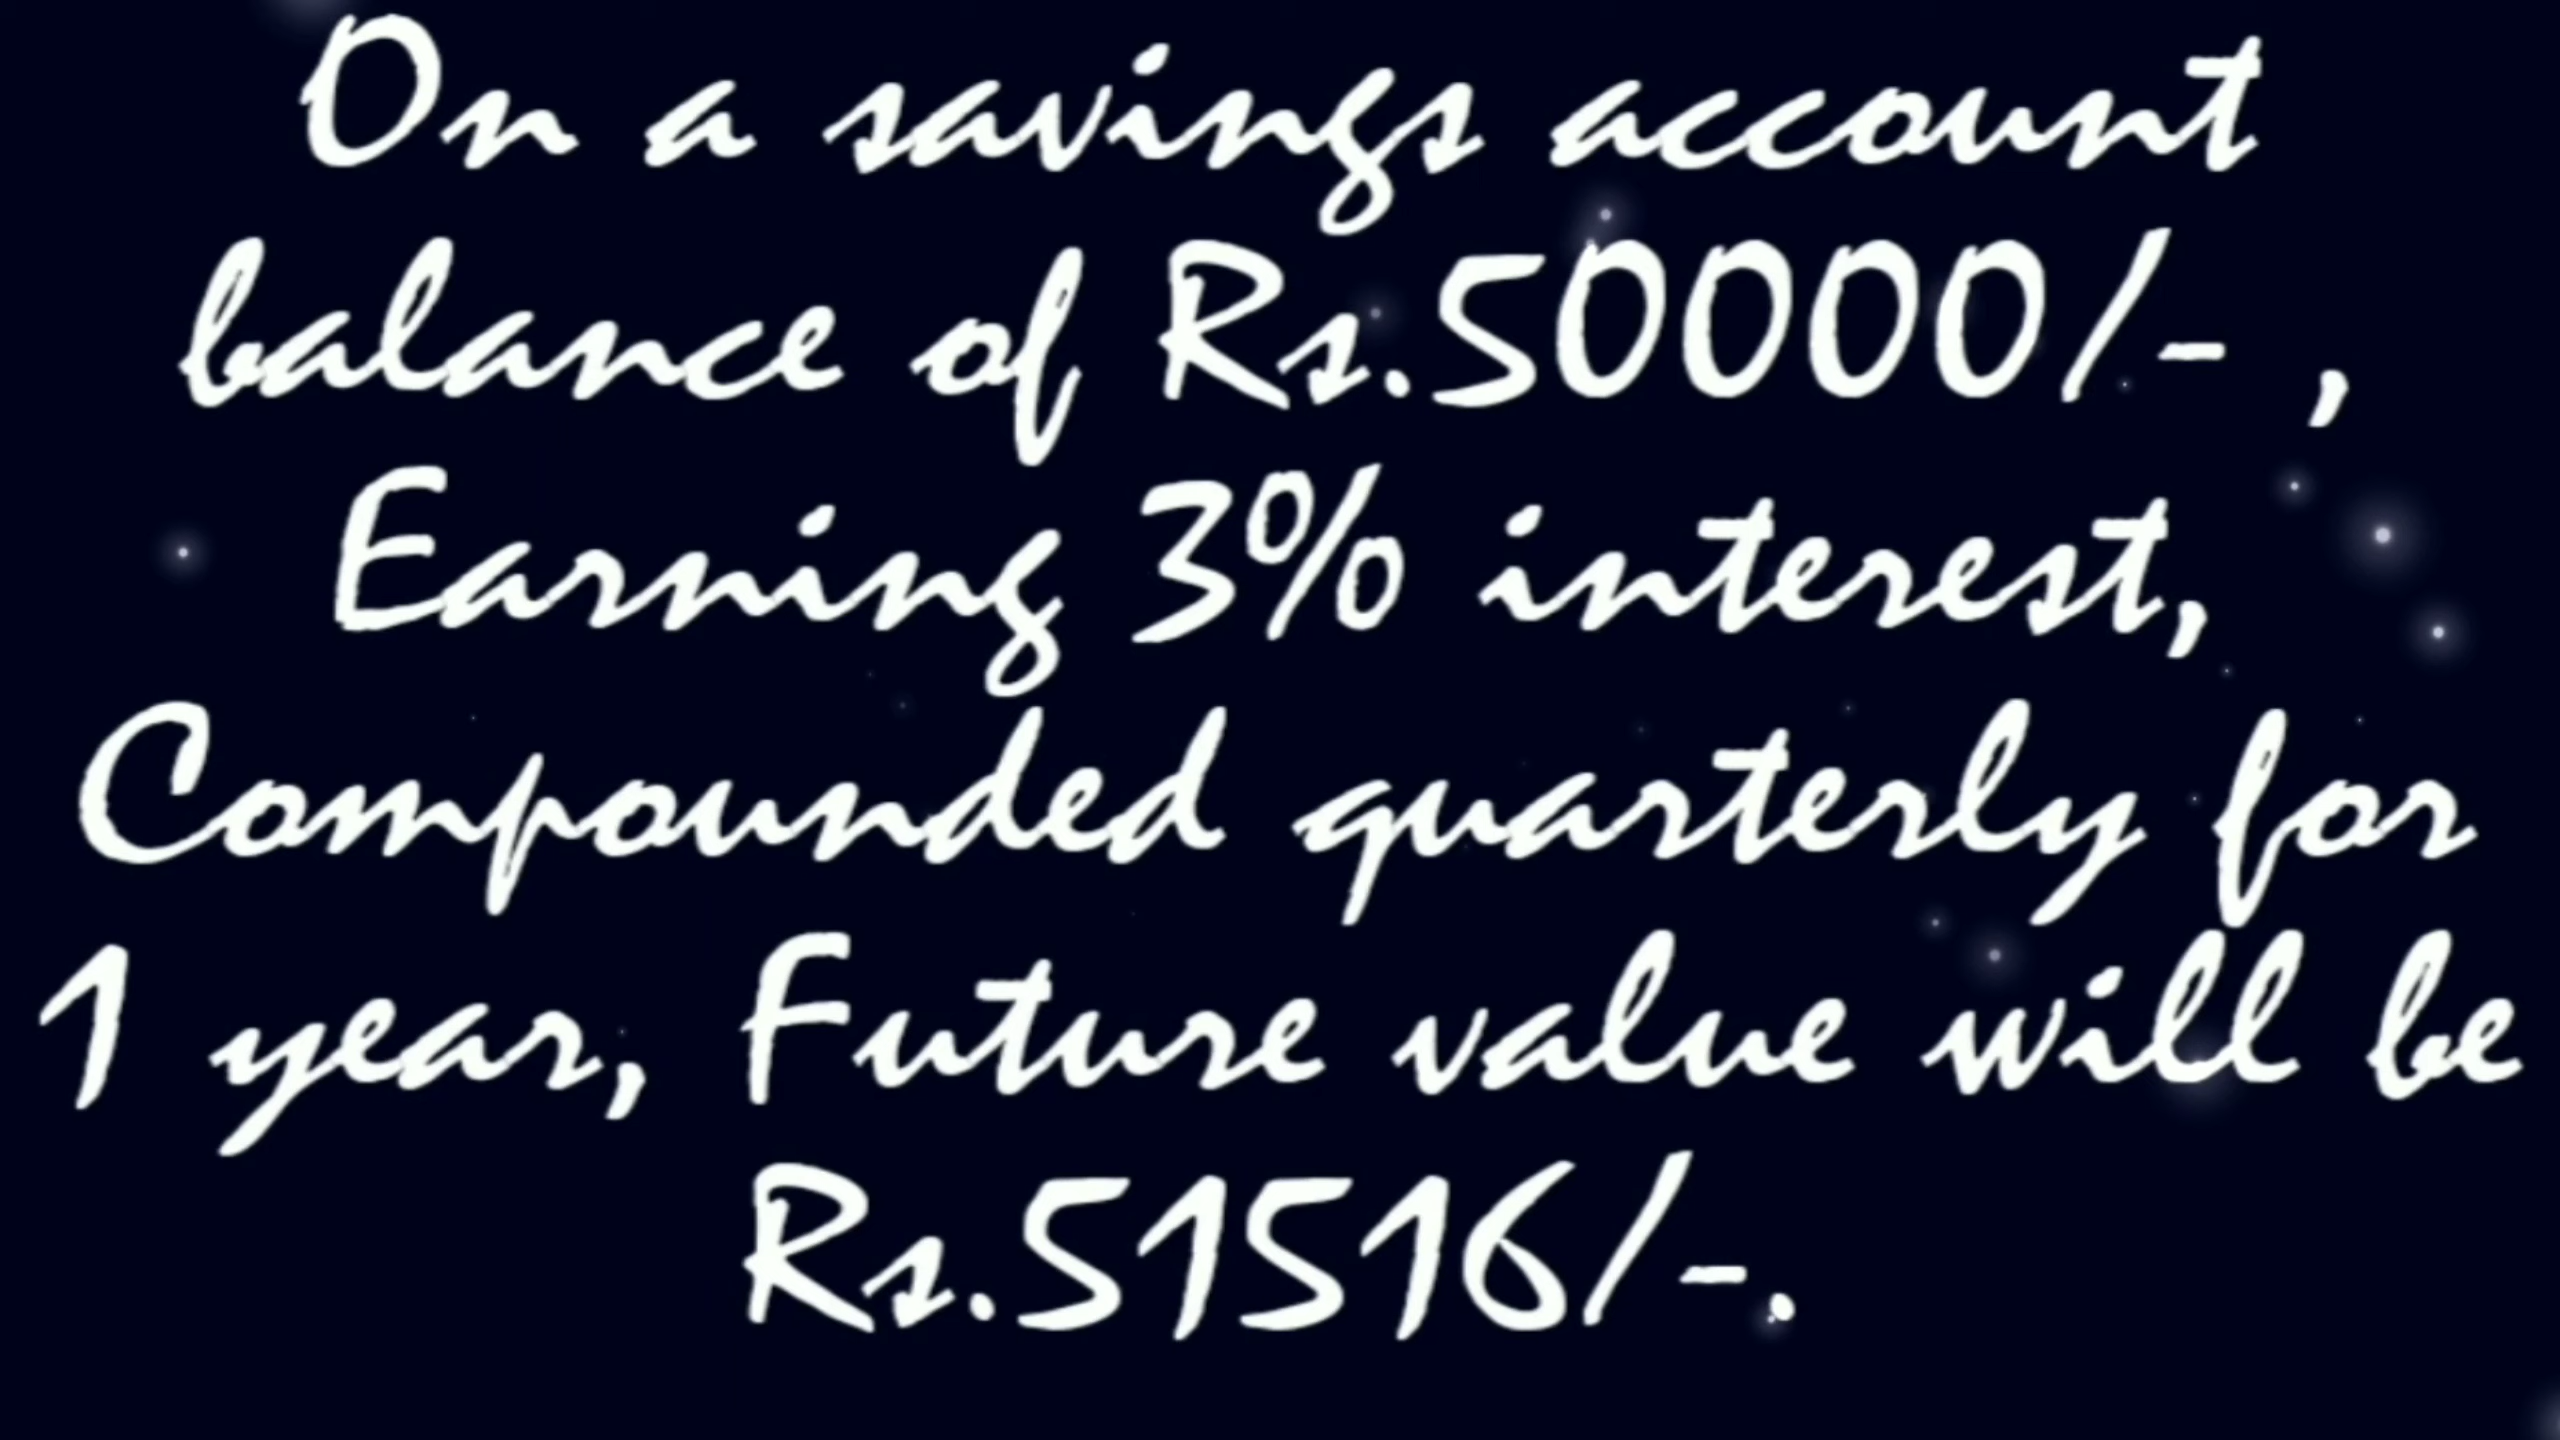 On a savings account
balance of Rs.50000/- ,
Earning 3% interest,
Compounded quarterly for
1 year, Future value will be
Rs.51516/-.